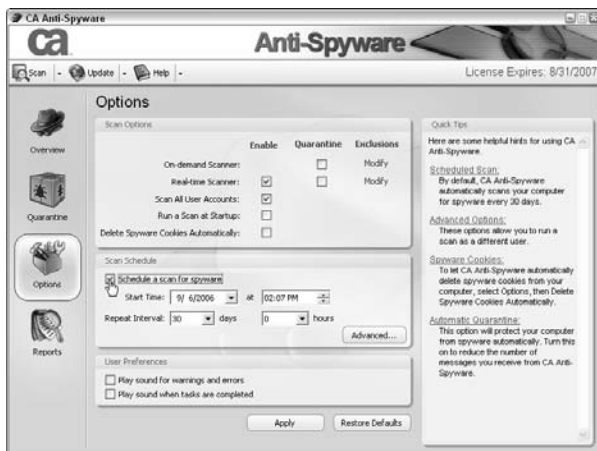 CA Anti-Spyware
ca
Anti-Spyware
Scan
Update
Help
License Expires: 8/31/2007
Overview
Quarantine
Options
Reports
Options
Scan Options
Enable Quarantine Exclusions
On-demand Scanner: Modify
Real-time Scanner: Modify
Scan All User Accounts:
Run a Scan at Startup:
Delete Spyware Cookies Automatically:
Scan Schedule
Schedule a scan for spyware
Start Time: 9/ 6/2006 at 02:07 PM
Repeat Interval: 30 days 0 hours
Advanced...
User Preferences
Play sound for warnings and errors
Play sound when tasks are completed
Apply Restore Defaults
Quick Tips
Here are some helpful hints for using CA
Anti-Spyware.
Scheduled Scan:
By default, CA Anti-Spyware
automatically scans your computer
for spyware every 30 days.
Advanced Options:
These options allow you to run a
scan as a different user.
Spyware Cookies:
To let CA Anti-Spyware automatically
delete spyware cookies from your
computer, select Options, then Delete
Spyware Cookies Automatically.
Automatic Quarantine:
This option will protect your computer
from spyware automatically. Turn this
on to reduce the number of
messages you receive from CA Anti-
Spyware.